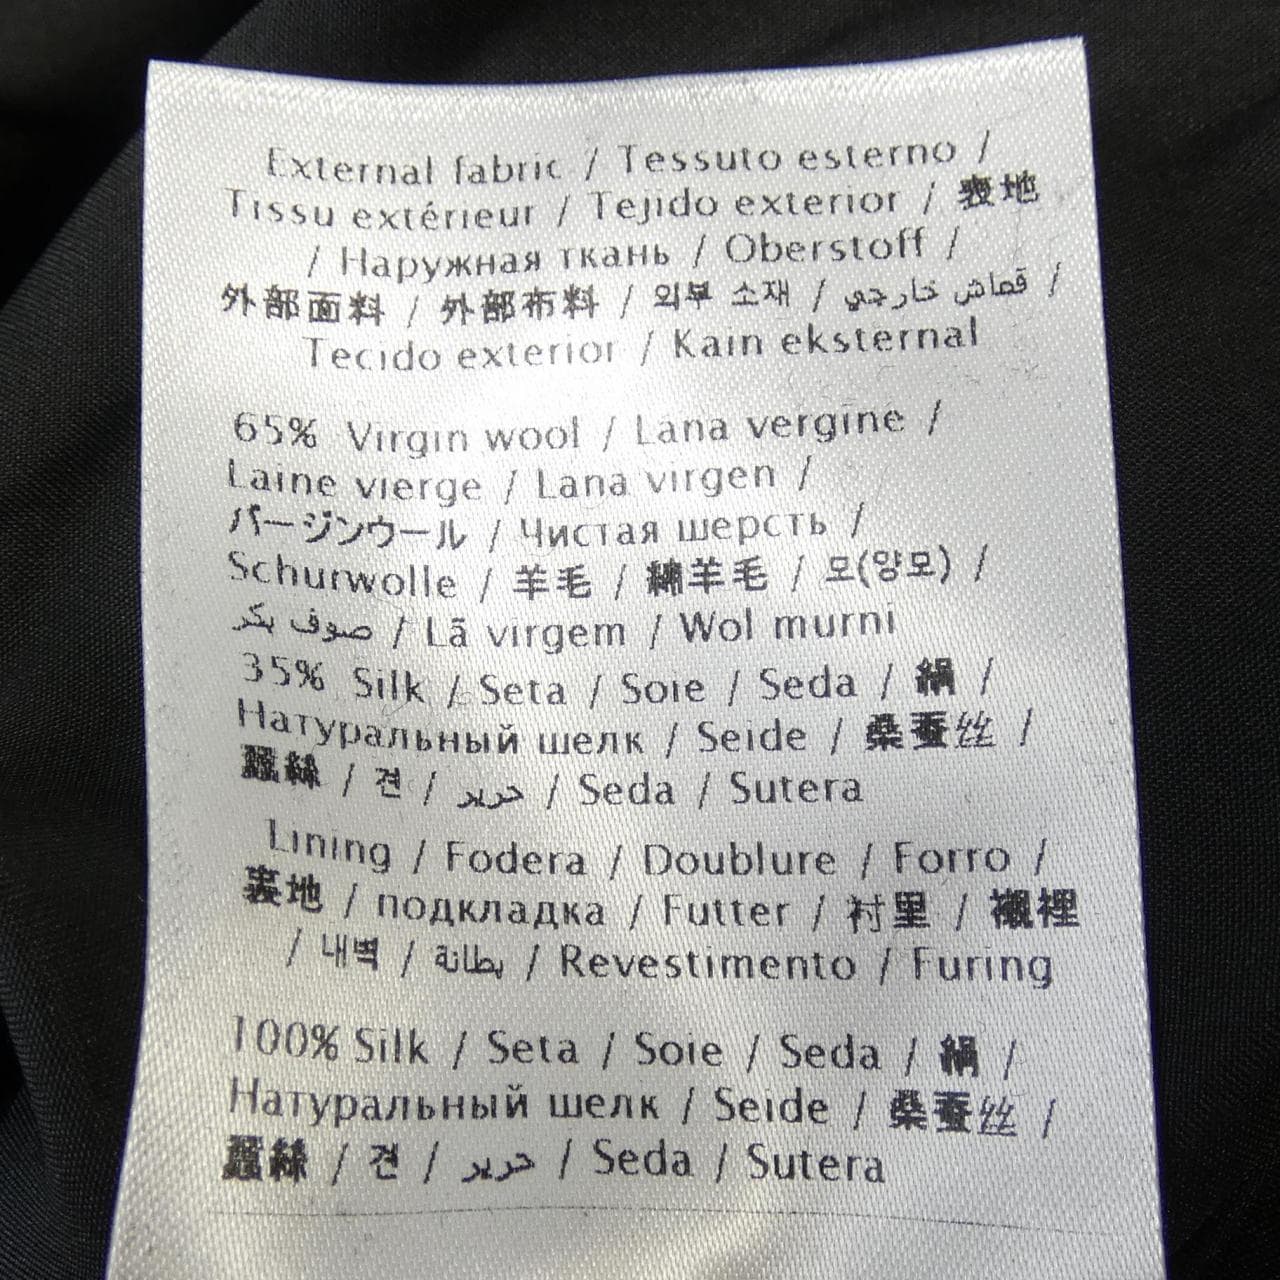 External fabric / Tessuto esterno /
Tissu extérieur / Tejido exterior / 表地
/ Наружная ткань / Oberstoff /
外部面料 / 外部布料 / 외부 소재 / قماش خارجي /
Tecido exterior / Kain eksternal
65% Virgin wool / Lana vergine /
Laine vierge / Lana virgen /
バージンウール / Чистая шерсть /
Schurwolle / 羊毛 / 綿羊毛 / 모(양모) /
صوف بكر / Lã virgem / Wol murni
35% Silk / Seta / Soie / Seda / 絹 /
Натуральный шелк / Seide / 桑蚕丝 /
蠶絲 / 견 / حرير / Seda / Sutera
Lining / Fodera / Doublure / Forro /
裏地 / подкладка / Futter / 衬里 / 襯裡
/ 내벽 / بطانة / Revestimento / Furing
100% Silk / Seta / Soie / Seda / 絹 /
Натуральный шелк / Seide / 桑蚕丝 /
蠶絲 / 견 / حرير / Seda / Sutera